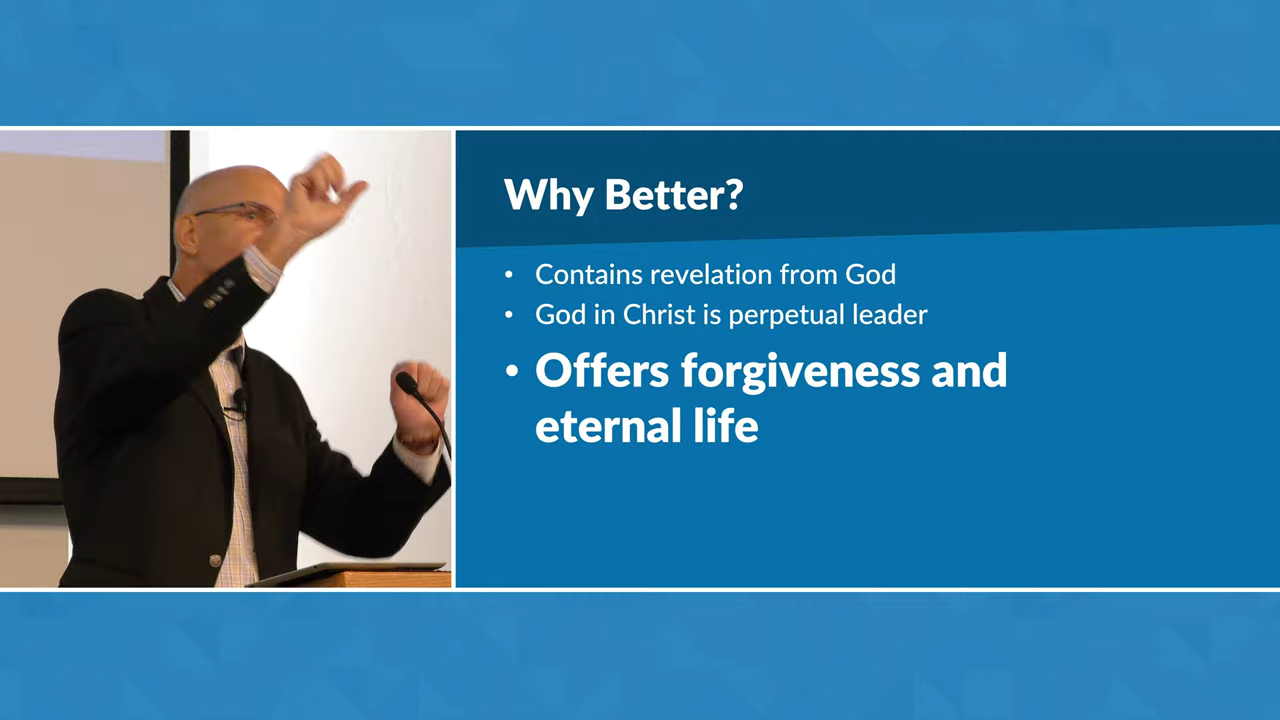 Why Better?
• Contains revelation from God
• God in Christ is perpetual leader
• Offers forgiveness and
eternal life